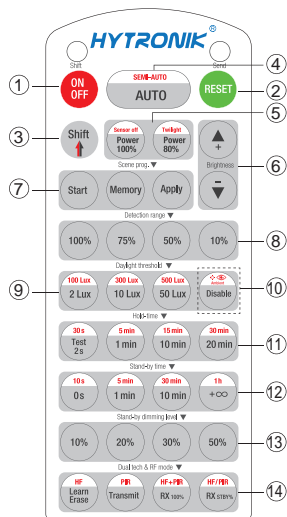 HYTRONIK®
Shift
Send
ON OFF
SEMI-AUTO
AUTO
RESET
1
4
2
5
3
Shift
Sensor off
Power 100%
Twilight
Power 80%
+
Brightness
−
6
Scene prog. ▼
7
Start
Memory
Apply
Detection range ▼
100%
75%
50%
10%
8
Daylight threshold ▼
9
100 Lux
2 Lux
300 Lux
10 Lux
500 Lux
50 Lux
Ambient
Disable
10
Hold-time ▼
30s
Test 2s
5 min
1 min
15 min
10 min
30 min
20 min
11
Stand-by time ▼
10s
0s
5 min
1 min
30 min
10 min
1h
+∞
12
Stand-by dimming level ▼
10%
20%
30%
50%
13
Dual tech & RF mode ▼
HF
Learn Erase
PIR
Transmit
HF+PIR
RX 100%
HF/PIR
RX STBY%
14